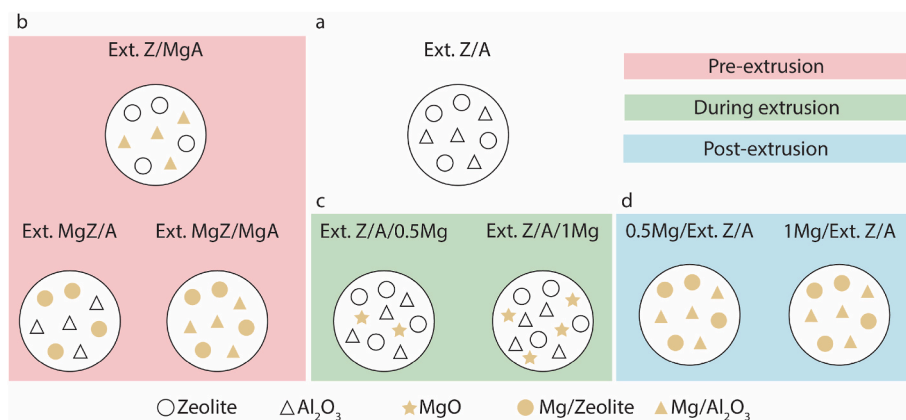 b
Ext. Z/MgA
a
Ext. Z/A
Pre-extrusion
During extrusion
Post-extrusion
Ext. MgZ/A
Ext. MgZ/MgA
c
Ext. Z/A/0.5Mg
Ext. Z/A/1Mg
d
0.5Mg/Ext. Z/A
1Mg/Ext. Z/A
Zeolite
Al₂O₃
MgO
Mg/Zeolite
Mg/Al₂O₃